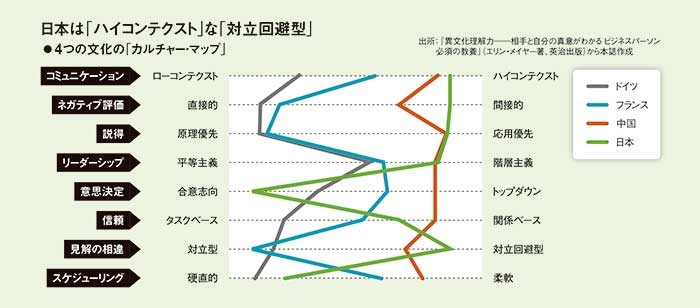 日本は「ハイコンテクスト」な「対立回避型」
●4つの文化の「カルチャー・マップ」
出所:『異文化理解力──相手と自分の真意がわかる ビジネスパーソン
必須の教養』(エリン・メイヤー著、英治出版)から本誌作成
コミュニケーション ローコンテクスト ハイコンテクスト
ネガティブ評価 直接的 間接的
説得 原理優先 応用優先
リーダーシップ 平等主義 階層主義
意思決定 合意志向 トップダウン
信頼 タスクベース 関係ベース
見解の相違 対立型 対立回避型
スケジューリング 硬直的 柔軟
ドイツ
フランス
中国
日本